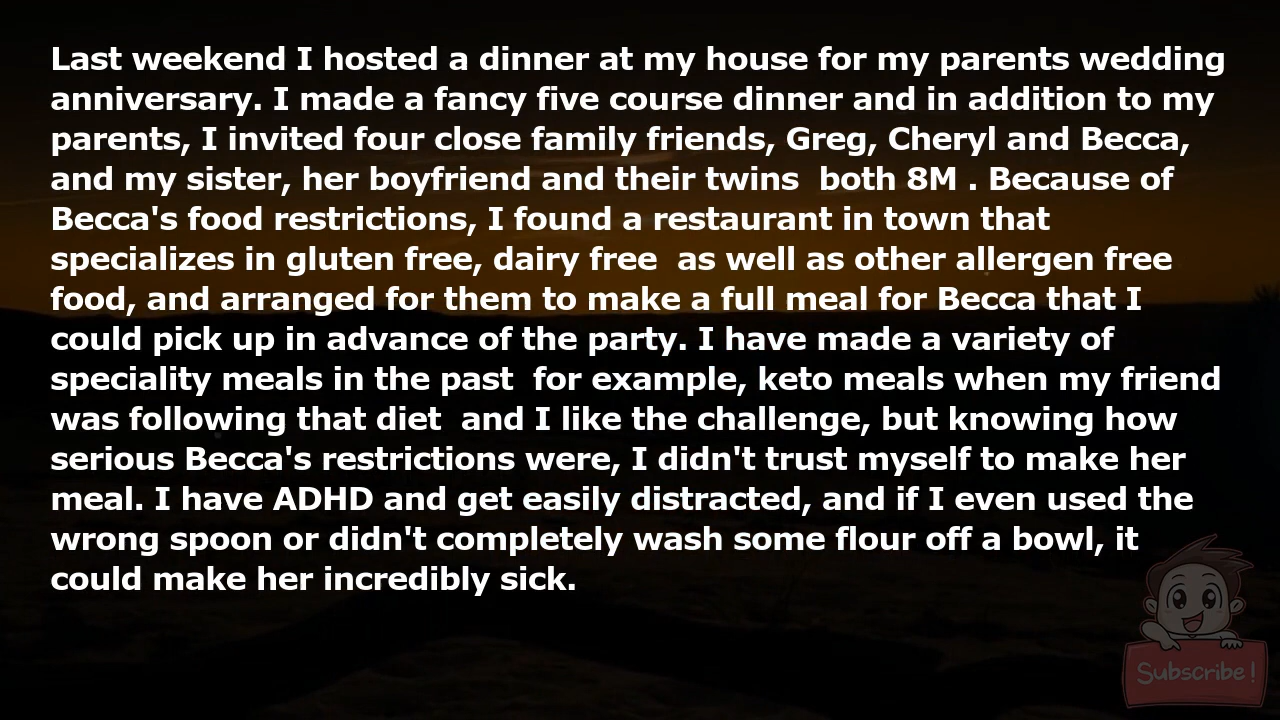 Last weekend I hosted a dinner at my house for my parents wedding
anniversary. I made a fancy five course dinner and in addition to my
parents, I invited four close family friends, Greg, Cheryl and Becca,
and my sister, her boyfriend and their twins  both 8M . Because of
Becca's food restrictions, I found a restaurant in town that
specializes in gluten free, dairy free  as well as other allergen free
food, and arranged for them to make a full meal for Becca that I
could pick up in advance of the party. I have made a variety of
speciality meals in the past  for example, keto meals when my friend
was following that diet  and I like the challenge, but knowing how
serious Becca's restrictions were, I didn't trust myself to make her
meal. I have ADHD and get easily distracted, and if I even used the
wrong spoon or didn't completely wash some flour off a bowl, it
could make her incredibly sick.
Subscribe!